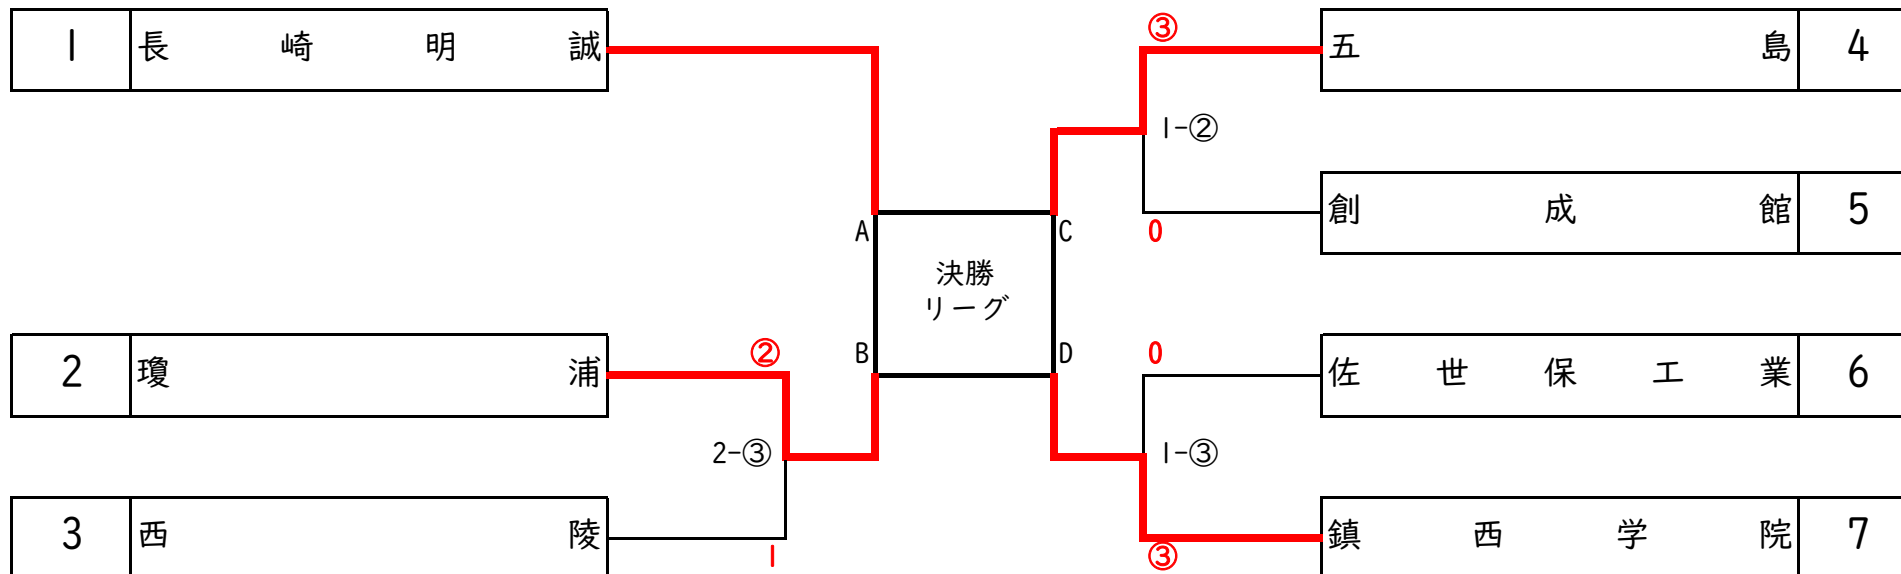 1 長崎明誠
③
五島 4
1-②
創成館 5
A
C
0
決勝
リーグ
2 瓊浦
②
B
D
0
佐世保工業 6
2-③
1-③
3 西陵
1
③
鎮西学院 7